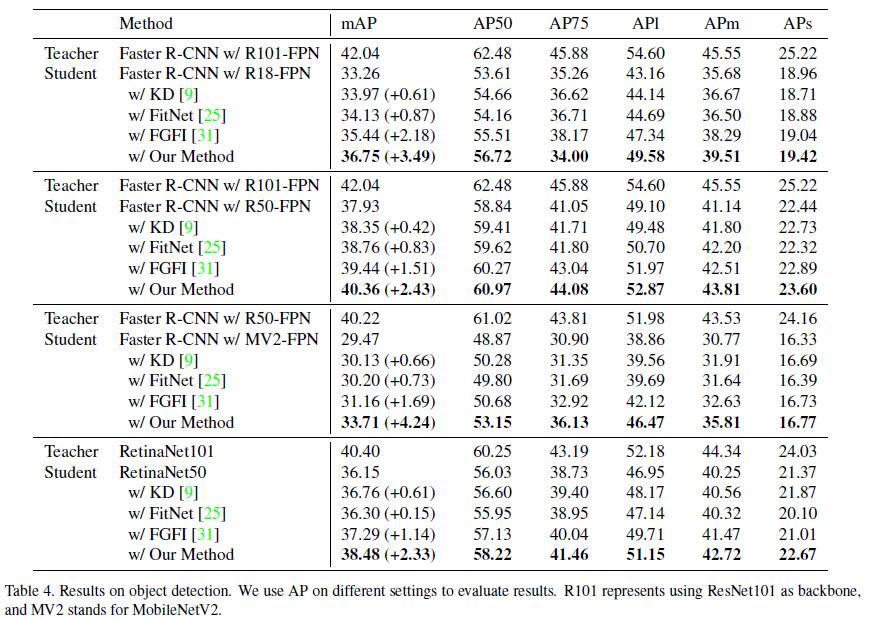 Method mAP AP50 AP75 APl APm APs
Teacher Faster R-CNN w/ R101-FPN 42.04 62.48 45.88 54.60 45.55 25.22
Student Faster R-CNN w/ R18-FPN 33.26 53.61 35.26 43.16 35.68 18.96
w/ KD [9] 33.97 (+0.61) 54.66 36.62 44.14 36.67 18.71
w/ FitNet [25] 34.13 (+0.87) 54.16 36.71 44.69 36.50 18.88
w/ FGFI [31] 35.44 (+2.18) 55.51 38.17 47.34 38.29 19.04
w/ Our Method 36.75 (+3.49) 56.72 34.00 49.58 39.51 19.42
Teacher Faster R-CNN w/ R101-FPN 42.04 62.48 45.88 54.60 45.55 25.22
Student Faster R-CNN w/ R50-FPN 37.93 58.84 41.05 49.10 41.14 22.44
w/ KD [9] 38.35 (+0.42) 59.41 41.71 49.48 41.80 22.73
w/ FitNet [25] 38.76 (+0.83) 59.62 41.80 50.70 42.20 22.32
w/ FGFI [31] 39.44 (+1.51) 60.27 43.04 51.97 42.51 22.89
w/ Our Method 40.36 (+2.43) 60.97 44.08 52.87 43.81 23.60
Teacher Faster R-CNN w/ R50-FPN 40.22 61.02 43.81 51.98 43.53 24.16
Student Faster R-CNN w/ MV2-FPN 29.47 48.87 30.90 38.86 30.77 16.33
w/ KD [9] 30.13 (+0.66) 50.28 31.35 39.56 31.91 16.69
w/ FitNet [25] 30.20 (+0.73) 49.80 31.69 39.69 31.64 16.39
w/ FGFI [31] 31.16 (+1.69) 50.68 32.92 42.12 32.63 16.73
w/ Our Method 33.71 (+4.24) 53.15 36.13 46.47 35.81 16.77
Teacher RetinaNet101 40.40 60.25 43.19 52.18 44.34 24.03
Student RetinaNet50 36.15 56.03 38.73 46.95 40.25 21.37
w/ KD [9] 36.76 (+0.61) 56.60 39.40 48.17 40.56 21.87
w/ FitNet [25] 36.30 (+0.15) 55.95 38.95 47.14 40.32 20.10
w/ FGFI [31] 37.29 (+1.14) 57.13 40.04 49.71 41.47 21.01
w/ Our Method 38.48 (+2.33) 58.22 41.46 51.15 42.72 22.67
Table 4. Results on object detection. We use AP on different settings to evaluate results. R101 represents using ResNet101 as backbone,
and MV2 stands for MobileNetV2.